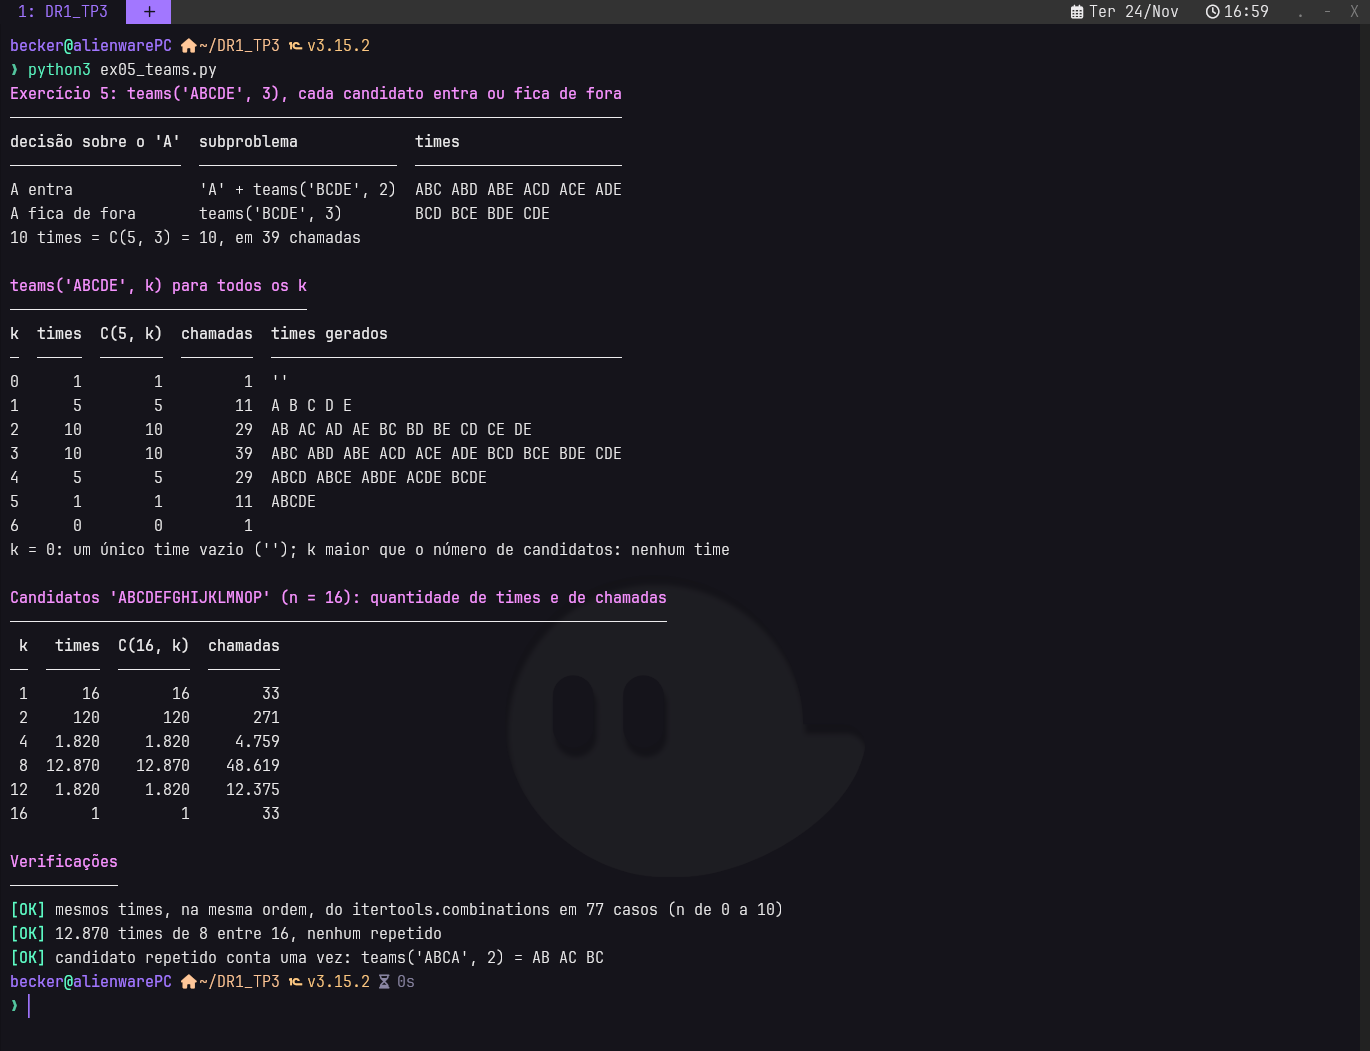 1: DR1_TP3 + Ter 24/Nov 16:59 . - X
becker@alienwarePC ~/DR1_TP3 v3.15.2
❱ python3 ex05_teams.py
Exercício 5: teams('ABCDE', 3), cada candidato entra ou fica de fora
decisão sobre o 'A' subproblema times
A entra 'A' + teams('BCDE', 2) ABC ABD ABE ACD ACE ADE
A fica de fora teams('BCDE', 3) BCD BCE BDE CDE
10 times = C(5, 3) = 10, em 39 chamadas
teams('ABCDE', k) para todos os k
k times C(5, k) chamadas times gerados
0 1 1 1 ''
1 5 5 11 A B C D E
2 10 10 29 AB AC AD AE BC BD BE CD CE DE
3 10 10 39 ABC ABD ABE ACD ACE ADE BCD BCE BDE CDE
4 5 5 29 ABCD ABCE ABDE ACDE BCDE
5 1 1 11 ABCDE
6 0 0 1
k = 0: um único time vazio (''); k maior que o número de candidatos: nenhum time
Candidatos 'ABCDEFGHIJKLMNOP' (n = 16): quantidade de times e de chamadas
k times C(16, k) chamadas
1 16 16 33
2 120 120 271
4 1.820 1.820 4.759
8 12.870 12.870 48.619
12 1.820 1.820 12.375
16 1 1 33
Verificações
[OK] mesmos times, na mesma ordem, do itertools.combinations em 77 casos (n de 0 a 10)
[OK] 12.870 times de 8 entre 16, nenhum repetido
[OK] candidato repetido conta uma vez: teams('ABCA', 2) = AB AC BC
becker@alienwarePC ~/DR1_TP3 v3.15.2 0s
❱